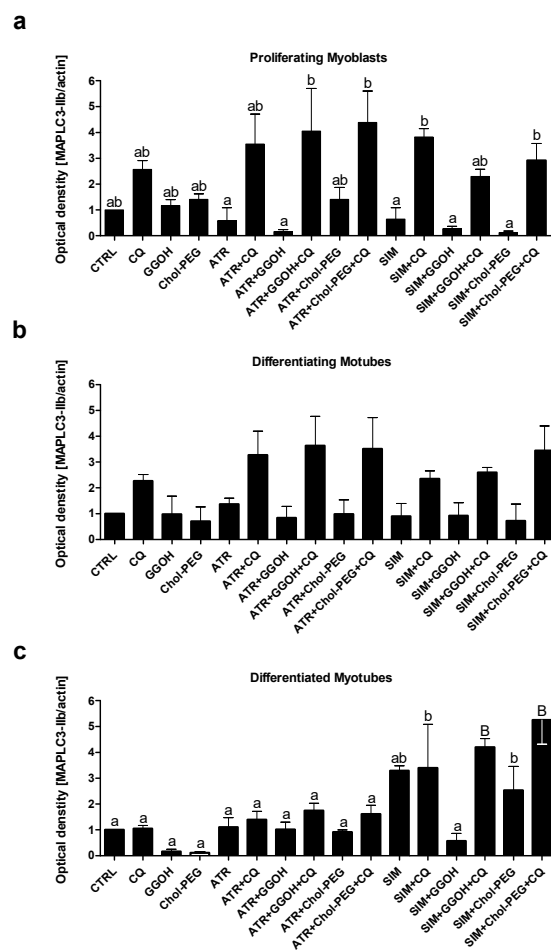 a
Proliferating Myoblasts
Optical denstity [MAPLC3-IIb/actin]
6
5
4
3
2
1
0
ab
ab
ab
ab
a
ab
a
b
ab
b
a
b
a
ab
a
b
CTRL
CQ
GGOH
Chol-PEG
ATR
ATR+CQ
ATR+GGOH
ATR+GGOH+CQ
ATR+Chol-PEG
ATR+Chol-PEG+CQ
SIM
SIM+CQ
SIM+GGOH
SIM+GGOH+CQ
SIM+Chol-PEG
SIM+Chol-PEG+CQ
b
Differentiating Motubes
Optical denstity [MAPLC3-IIb/actin]
6
5
4
3
2
1
0
CTRL
CQ
GGOH
Chol-PEG
ATR
ATR+CQ
ATR+GGOH
ATR+GGOH+CQ
ATR+Chol-PEG
ATR+Chol-PEG+CQ
SIM
SIM+CQ
SIM+GGOH
SIM+GGOH+CQ
SIM+Chol-PEG
SIM+Chol-PEG+CQ
c
Differentiated Myotubes
Optical denstity [MAPLC3-IIb/actin]
6
5
4
3
2
1
0
a
a
a
a
a
a
a
a
a
a
ab
b
a
B
b
B
CTRL
CQ
GGOH
Chol-PEG
ATR
ATR+CQ
ATR+GGOH
ATR+GGOH+CQ
ATR+Chol-PEG
ATR+Chol-PEG+CQ
SIM
SIM+CQ
SIM+GGOH
SIM+GGOH+CQ
SIM+Chol-PEG
SIM+Chol-PEG+CQ